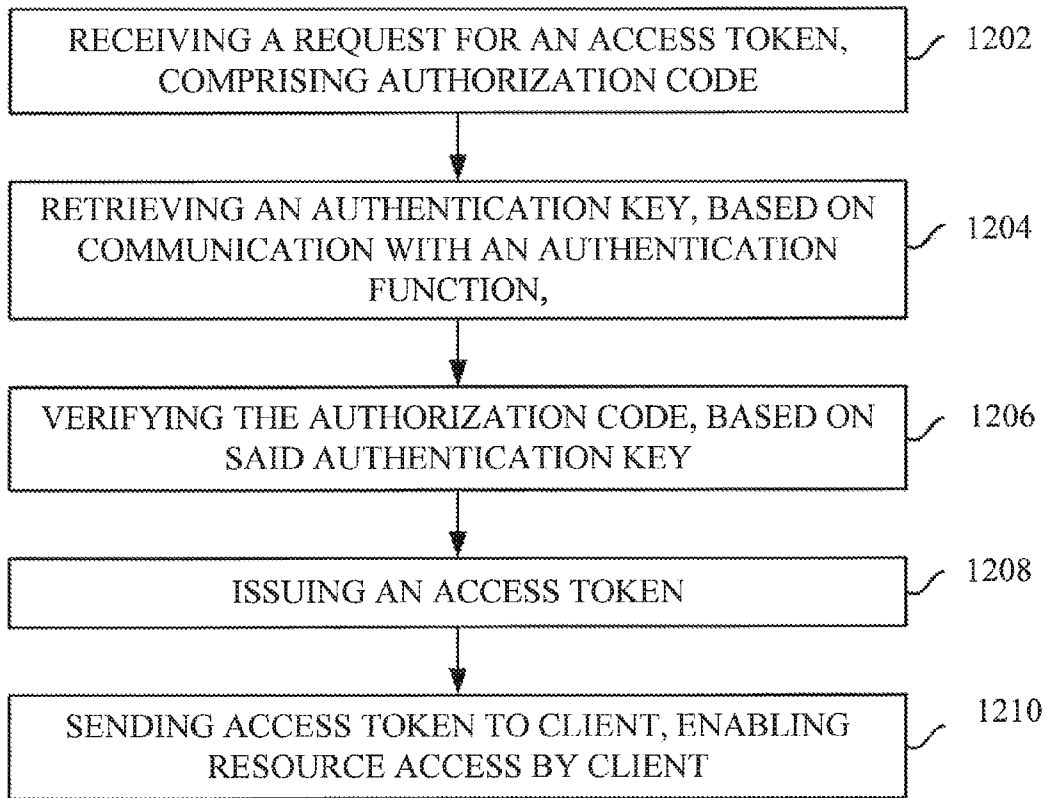 RECEIVING A REQUEST FOR AN ACCESS TOKEN,
COMPRISING AUTHORIZATION CODE
1202
RETRIEVING AN AUTHENTICATION KEY, BASED ON
COMMUNICATION WITH AN AUTHENTICATION
FUNCTION,
1204
VERIFYING THE AUTHORIZATION CODE, BASED ON
SAID AUTHENTICATION KEY
1206
ISSUING AN ACCESS TOKEN
1208
SENDING ACCESS TOKEN TO CLIENT, ENABLING
RESOURCE ACCESS BY CLIENT
1210